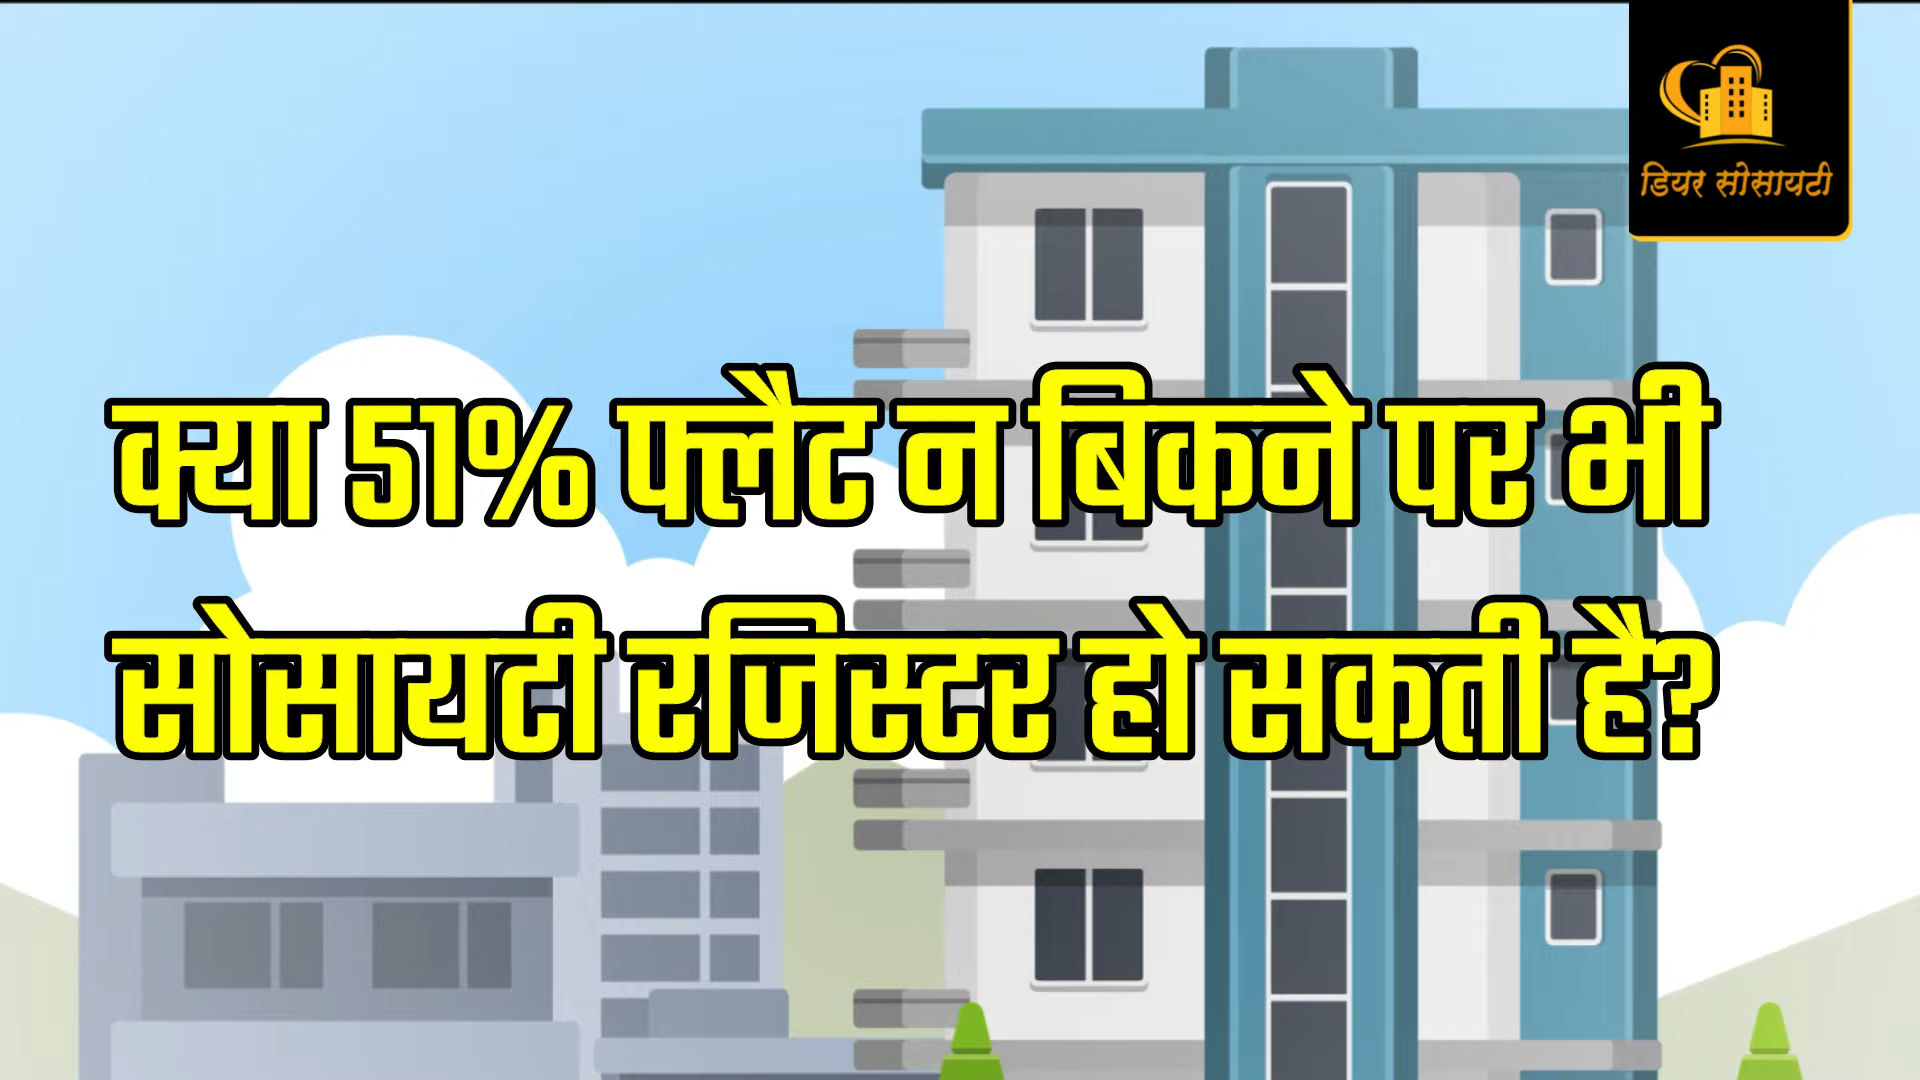 डियर सोसायटी
क्या 51% फ्लैट न बिकने पर भी
सोसायटी रजिस्टर हो सकती है?